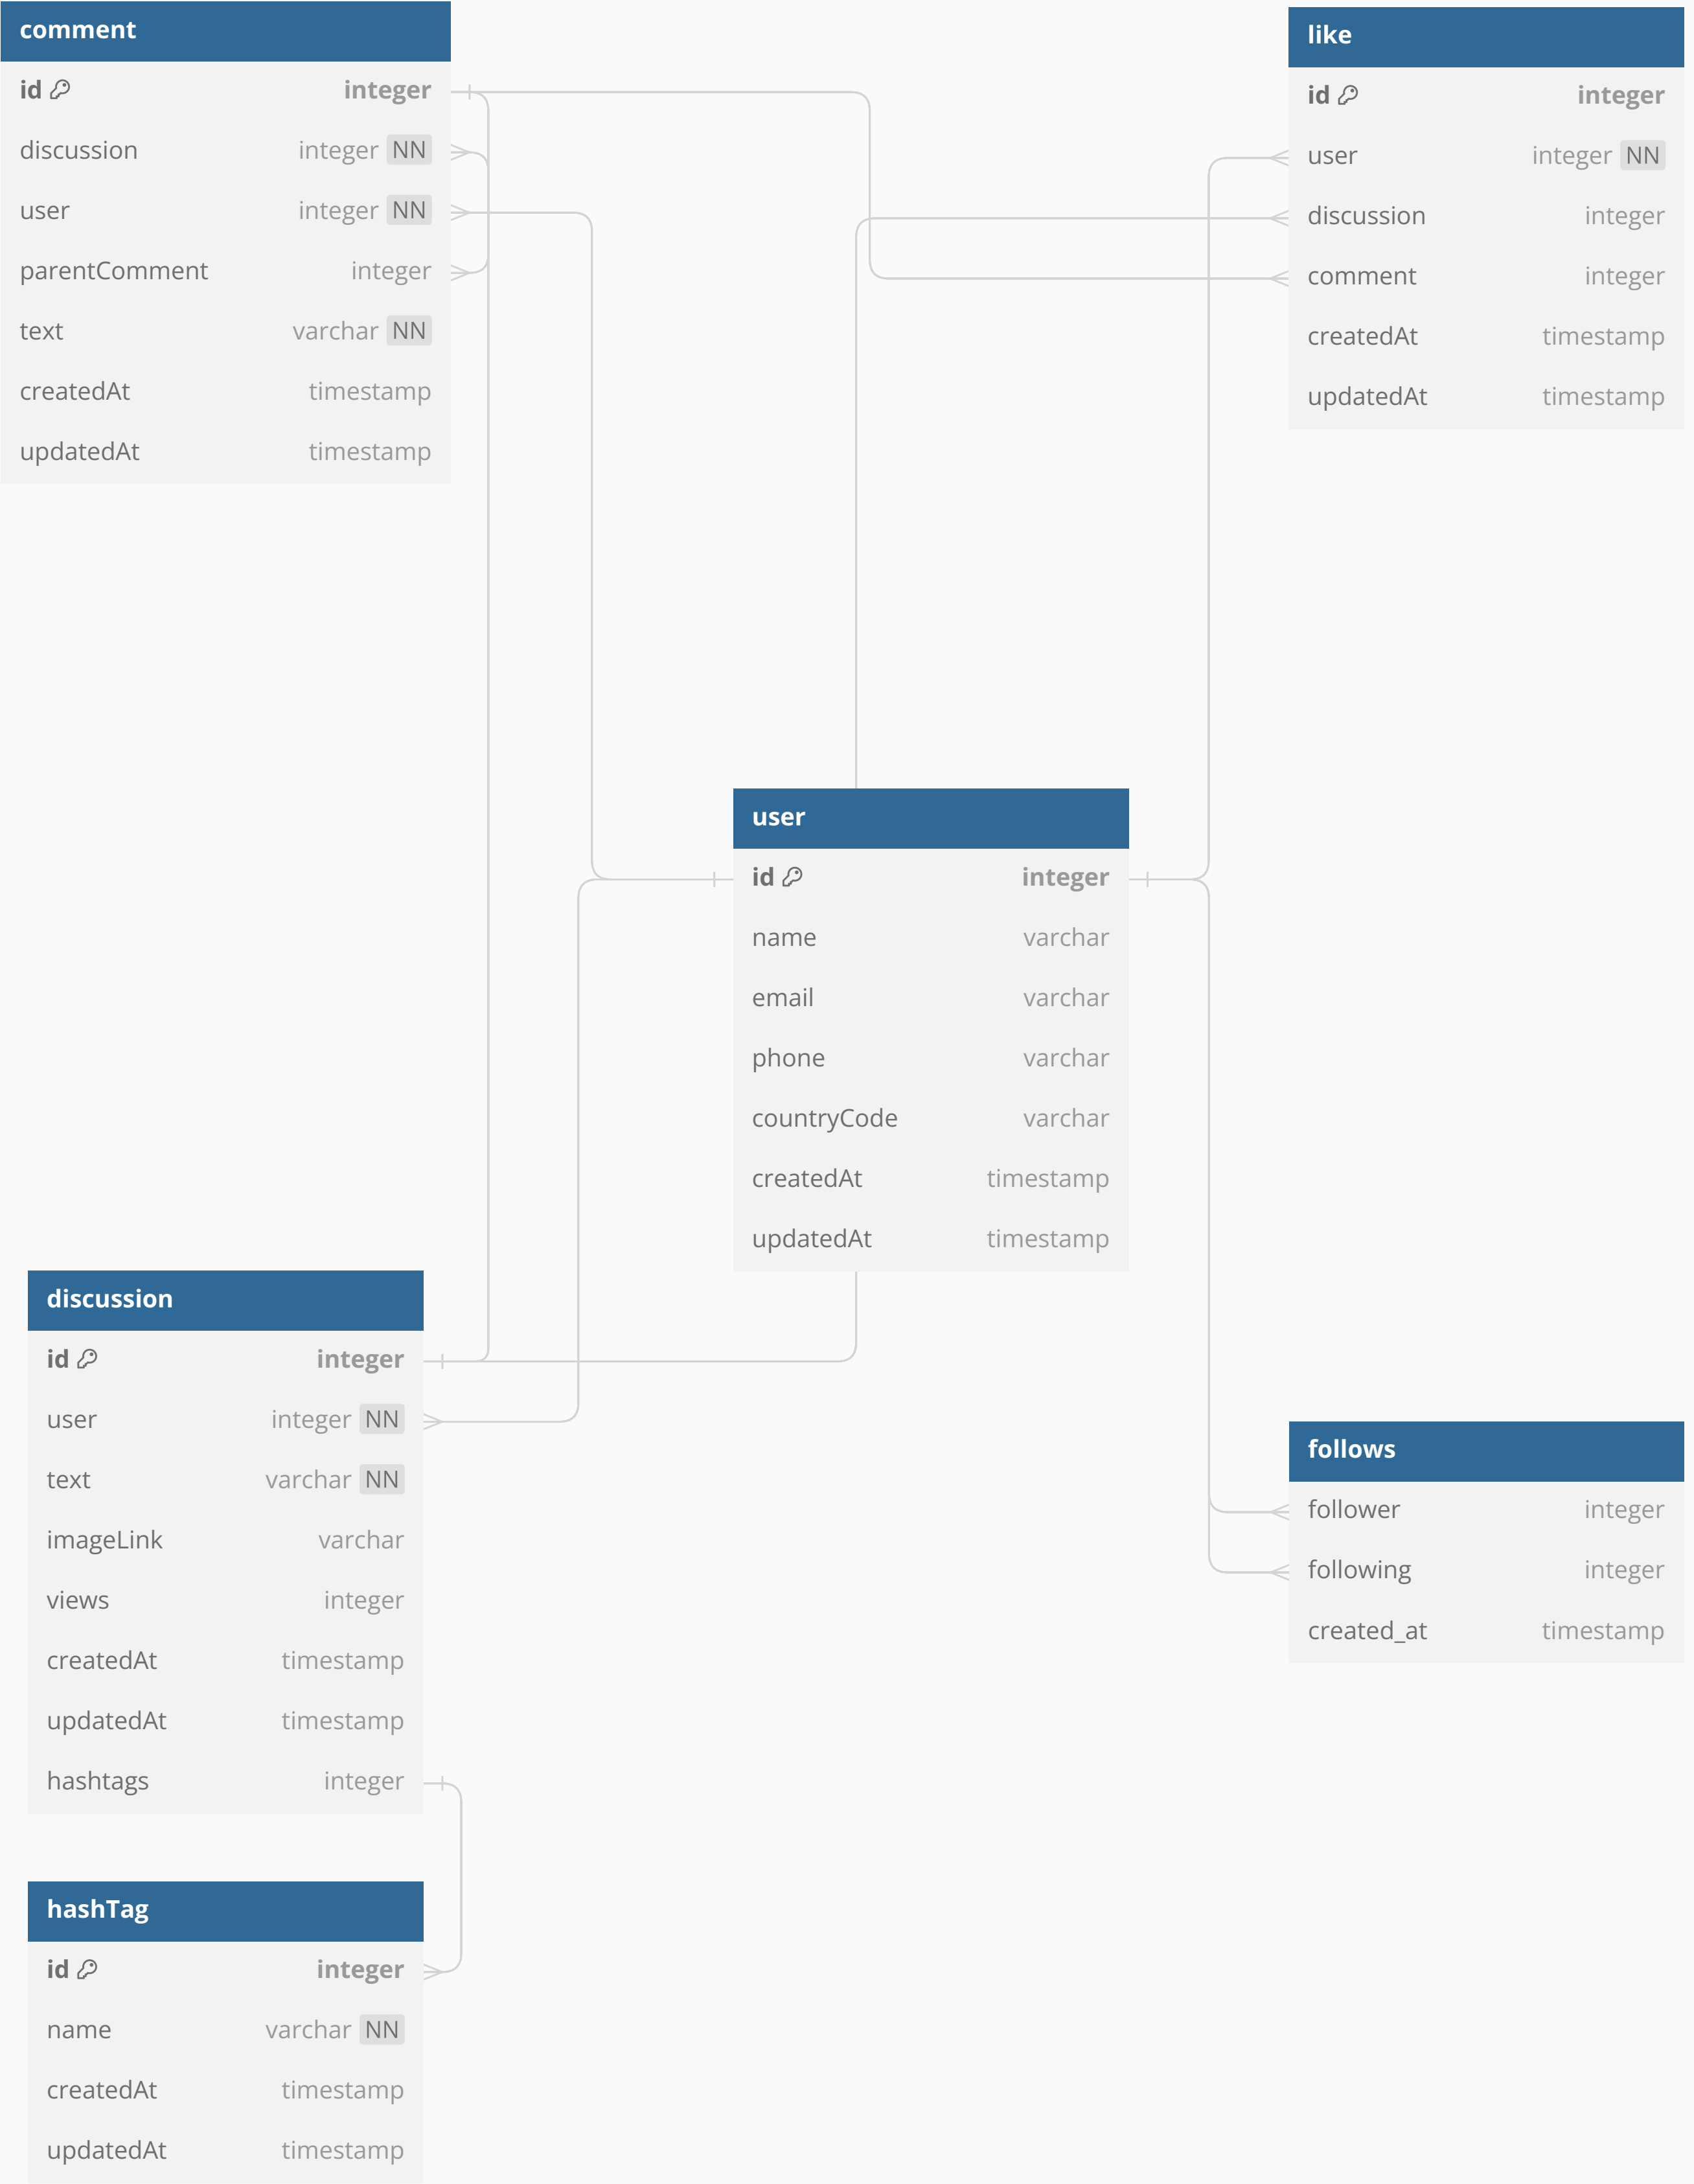 comment
id integer
discussion integer NN
user integer NN
parentComment integer
text varchar NN
createdAt timestamp
updatedAt timestamp
like
id integer
user integer NN
discussion integer
comment integer
createdAt timestamp
updatedAt timestamp
user
id integer
name varchar
email varchar
phone varchar
countryCode varchar
createdAt timestamp
updatedAt timestamp
discussion
id integer
user integer NN
text varchar NN
imageLink varchar
views integer
createdAt timestamp
updatedAt timestamp
hashtags integer
follows
follower integer
following integer
created_at timestamp
hashTag
id integer
name varchar NN
createdAt timestamp
updatedAt timestamp